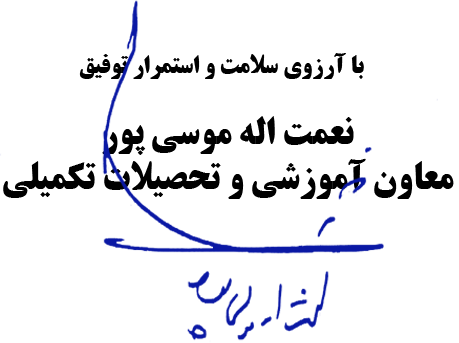 با آرزوی سلامت و استمرار توفیق
نعمت اله موسی پور
معاون آموزشی و تحصیلات تکمیلی